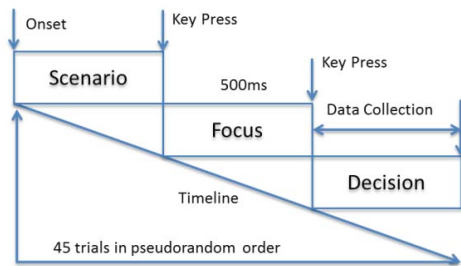 Onset
Key Press
Scenario
500ms
Key Press
Focus
Data Collection
Decision
Timeline
45 trials in pseudorandom order